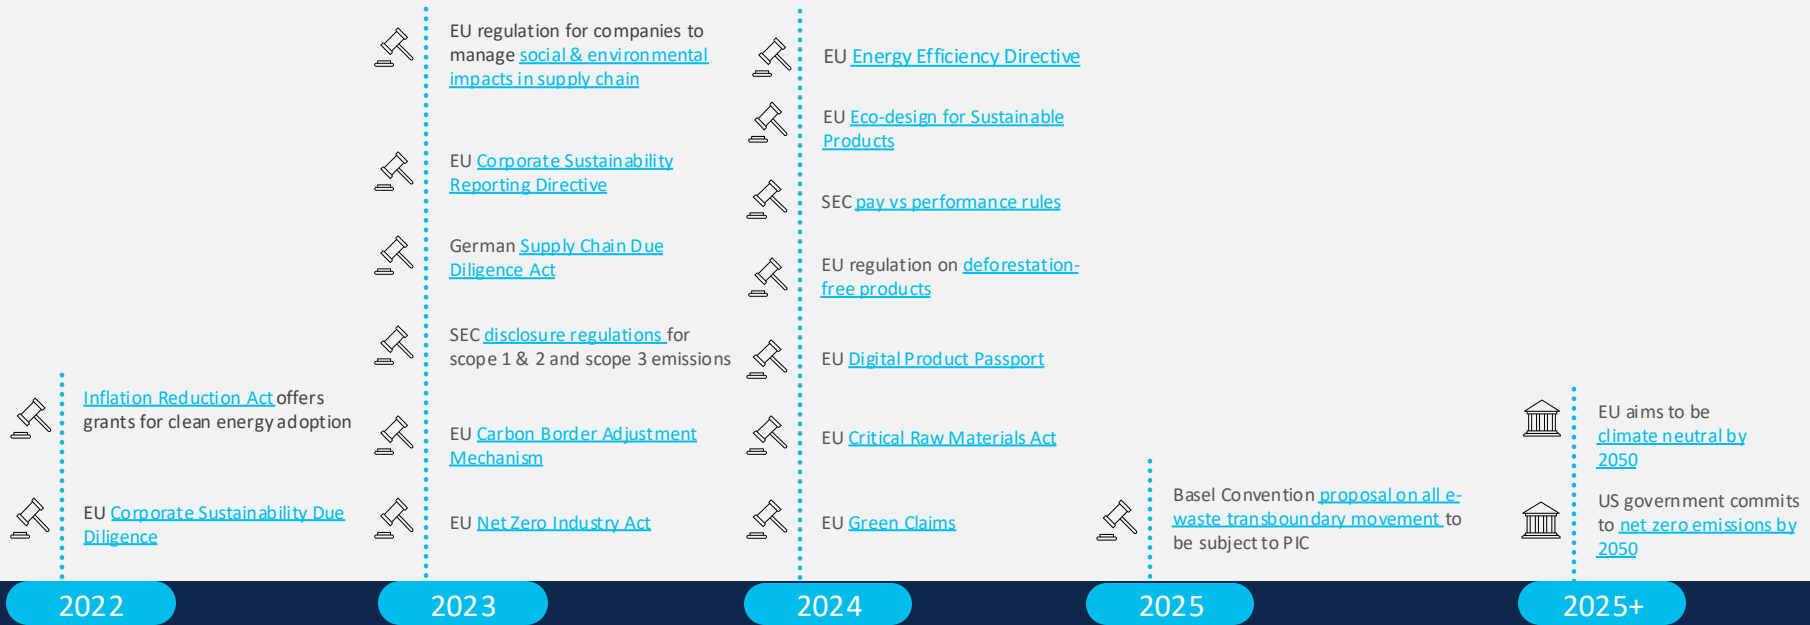 Inflation Reduction Act offers
grants for clean energy adoption
EU Corporate Sustainability Due
Diligence
2022
EU regulation for companies to
manage social & environmental
impacts in supply chain
EU Corporate Sustainability
Reporting Directive
German Supply Chain Due
Diligence Act
SEC disclosure regulations for
scope 1 & 2 and scope 3 emissions
EU Carbon Border Adjustment
Mechanism
EU Net Zero Industry Act
2023
EU Energy Efficiency Directive
EU Eco-design for Sustainable
Products
SEC pay vs performance rules
EU regulation on deforestation-
free products
EU Digital Product Passport
EU Critical Raw Materials Act
EU Green Claims
2024
Basel Convention proposal on all e-
waste transboundary movement to
be subject to PIC
2025
EU aims to be
climate neutral by
2050
US government commits
to net zero emissions by
2050
2025+